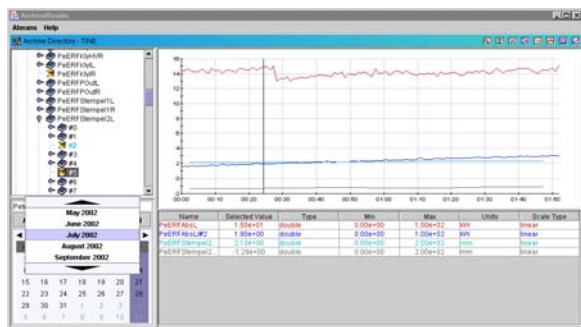 ArchiveReader
Abeans Help
Archive Directory - TINE
PeERFHyHVR
PeERFPOutL
PeERFPOutR
PeERFStempel1L
PeERFStempel1R
PeERFStempel2L
#0
#1
#2
#3
#4
#5
#6
#7
16
14
12
10
8
6
4
2
0
-2
00:00 00:10 00:20 00:30 00:40 00:50 01:00 01:10 01:20 01:30 01:40 01:50
May 2002
June 2002
July 2002
August 2002
September 2002
15 16 17 18 19 20 21
22 23 24 25 26 27 28
29 30 31 1 2 3
Name Selected Value Type Min Max Units Scale Type
PeERFAbsL 1.50e+01 double 0.00e+00 1.00e+02 kW linear
PeERFAbsL/#2 1.90e+00 double 0.00e+00 1.00e+02 kW linear
PeERFStempel2... 2.13e+00 double 0.00e+00 2.00e+02 mm linear
PeERFStempel2... -1.29e+00 double 0.00e+00 2.00e+02 mm linear